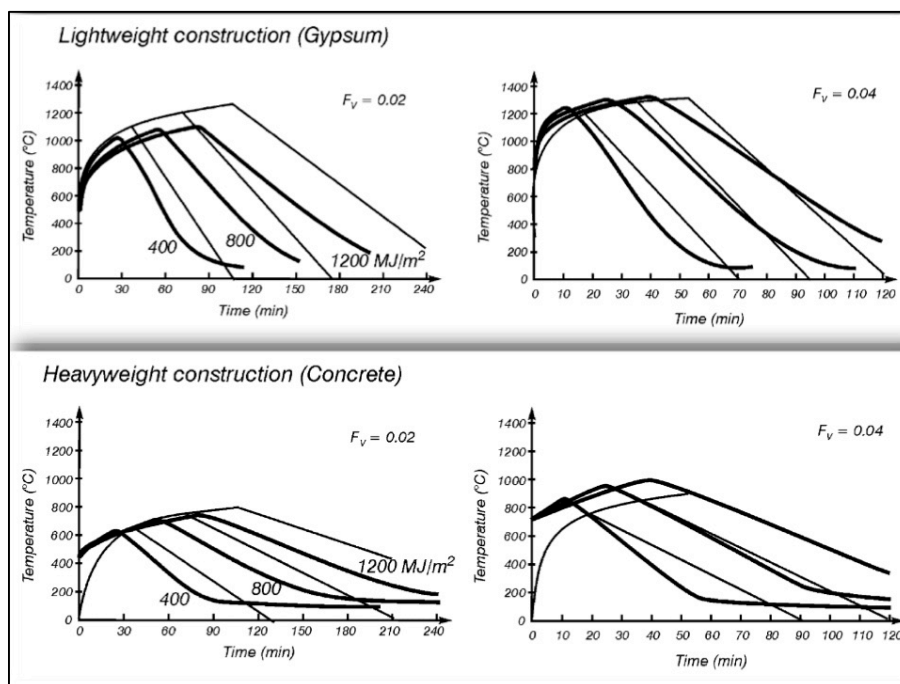 Lightweight construction (Gypsum)
Temperature (°C)
1400
1200
1000
800
600
400
200
0
F_v = 0.02
400
800
1200 MJ/m²
0 30 60 90 120 150 180 210 240
Time (min)
Temperature (°C)
1400
1200
1000
800
600
400
200
0
F_v = 0.04
0 10 20 30 40 50 60 70 80 90 100 110 120
Time (min)
Heavyweight construction (Concrete)
Temperature (°C)
1400
1200
1000
800
600
400
200
0
F_v = 0.02
400
800
1200 MJ/m²
0 30 60 90 120 150 180 210 240
Time (min)
Temperature (°C)
1400
1200
1000
800
600
400
200
0
F_v = 0.04
0 10 20 30 40 50 60 70 80 90 100 110 120
Time (min)